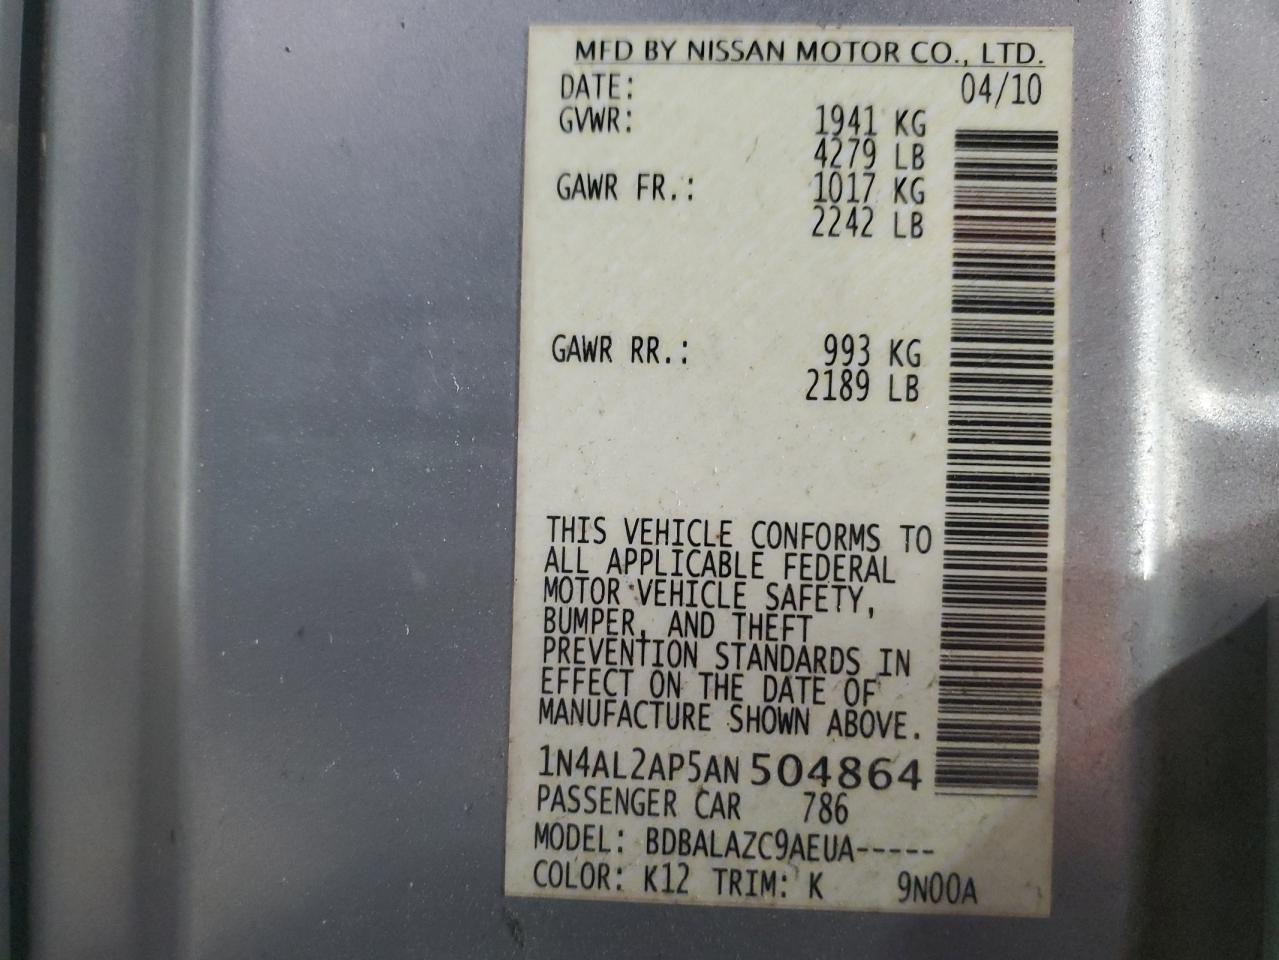 MFD BY NISSAN MOTOR CO., LTD.
DATE: 04/10
GVWR: 1941 KG
4279 LB
GAWR FR.: 1017 KG
2242 LB
GAWR RR.: 993 KG
2189 LB
THIS VEHICLE CONFORMS TO
ALL APPLICABLE FEDERAL
MOTOR VEHICLE SAFETY,
BUMPER, AND THEFT
PREVENTION STANDARDS IN
EFFECT ON THE DATE OF
MANUFACTURE SHOWN ABOVE.
1N4AL2AP5AN504864
PASSENGER CAR 786
MODEL: BDBALAZC9AEUA-----
COLOR: K12 TRIM: K 9N00A